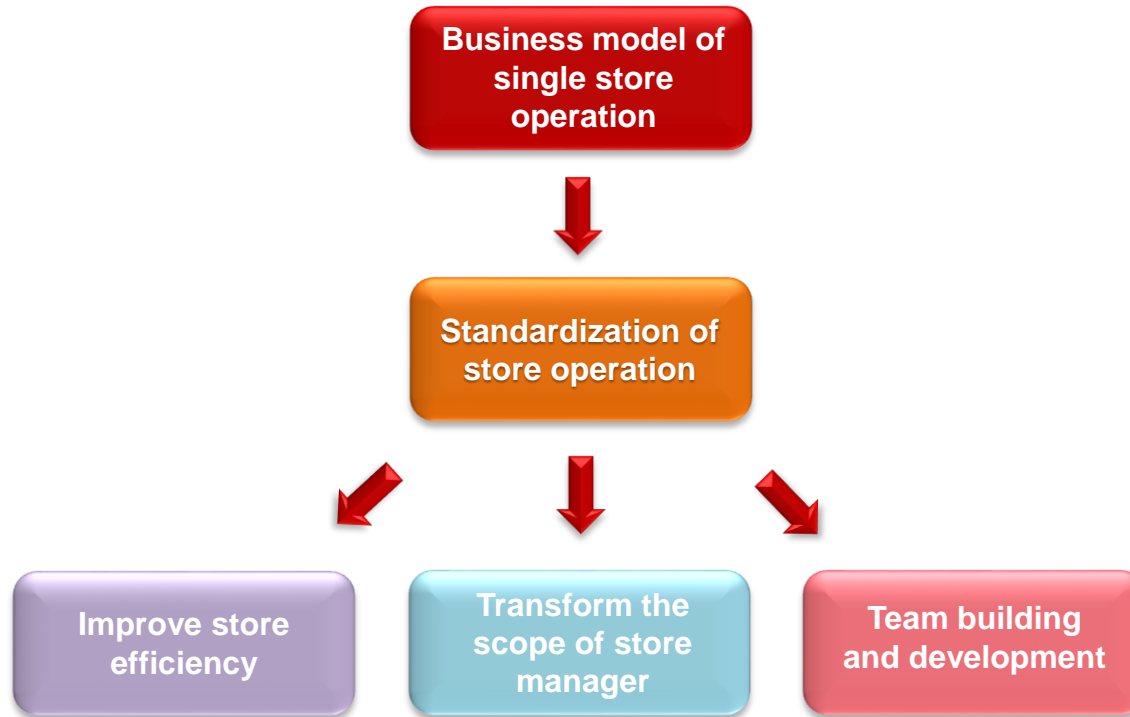 Business model of
single store
operation
Standardization of
store operation
Improve store
efficiency
Transform the
scope of store
manager
Team building
and development